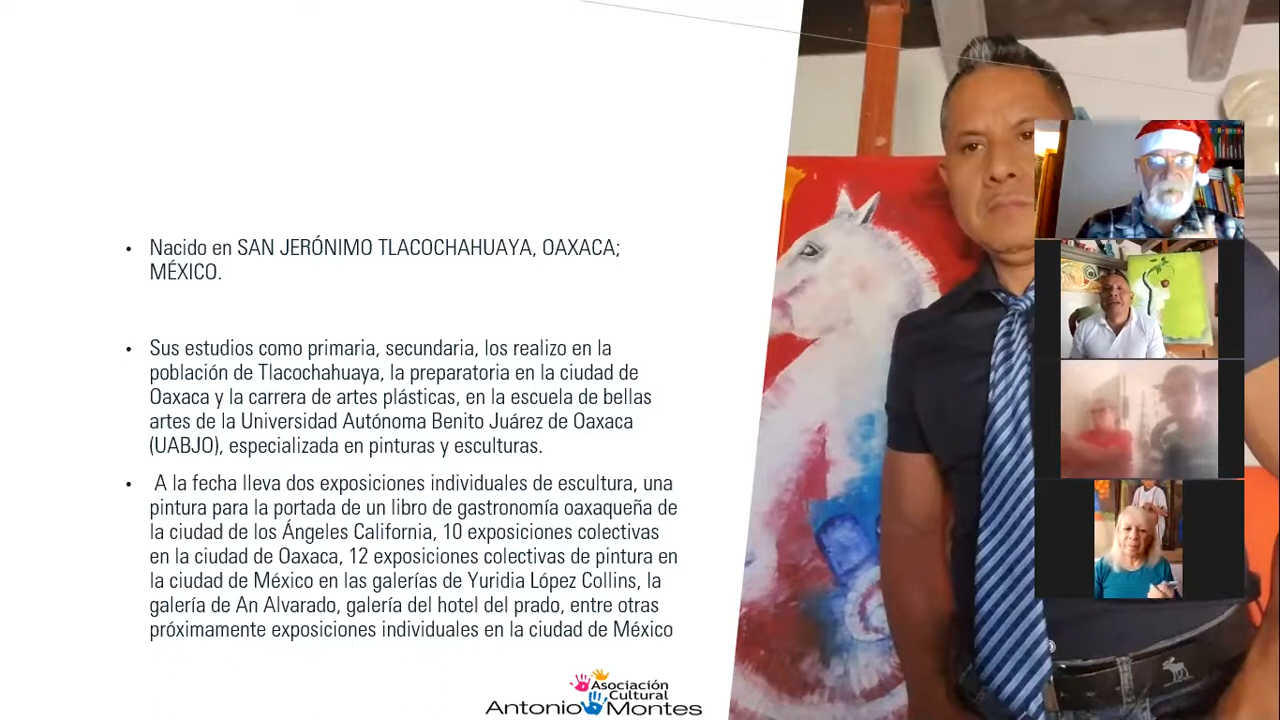 • Nacido en SAN JERÓNIMO TLACOCHAHUAYA, OAXACA;
MÉXICO.
• Sus estudios como primaria, secundaria, los realizo en la
población de Tlacochahuaya, la preparatoria en la ciudad de
Oaxaca y la carrera de artes plásticas, en la escuela de bellas
artes de la Universidad Autónoma Benito Juárez de Oaxaca
(UABJO), especializada en pinturas y esculturas.
• A la fecha lleva dos exposiciones individuales de escultura, una
pintura para la portada de un libro de gastronomía oaxaqueña de
la ciudad de los Ángeles California, 10 exposiciones colectivas
en la ciudad de Oaxaca, 12 exposiciones colectivas de pintura en
la ciudad de México en las galerías de Yuridia López Collins, la
galería de An Alvarado, galería del hotel del prado, entre otras
próximamente exposiciones individuales en la ciudad de México
Asociación
Cultural
Antonio Montes